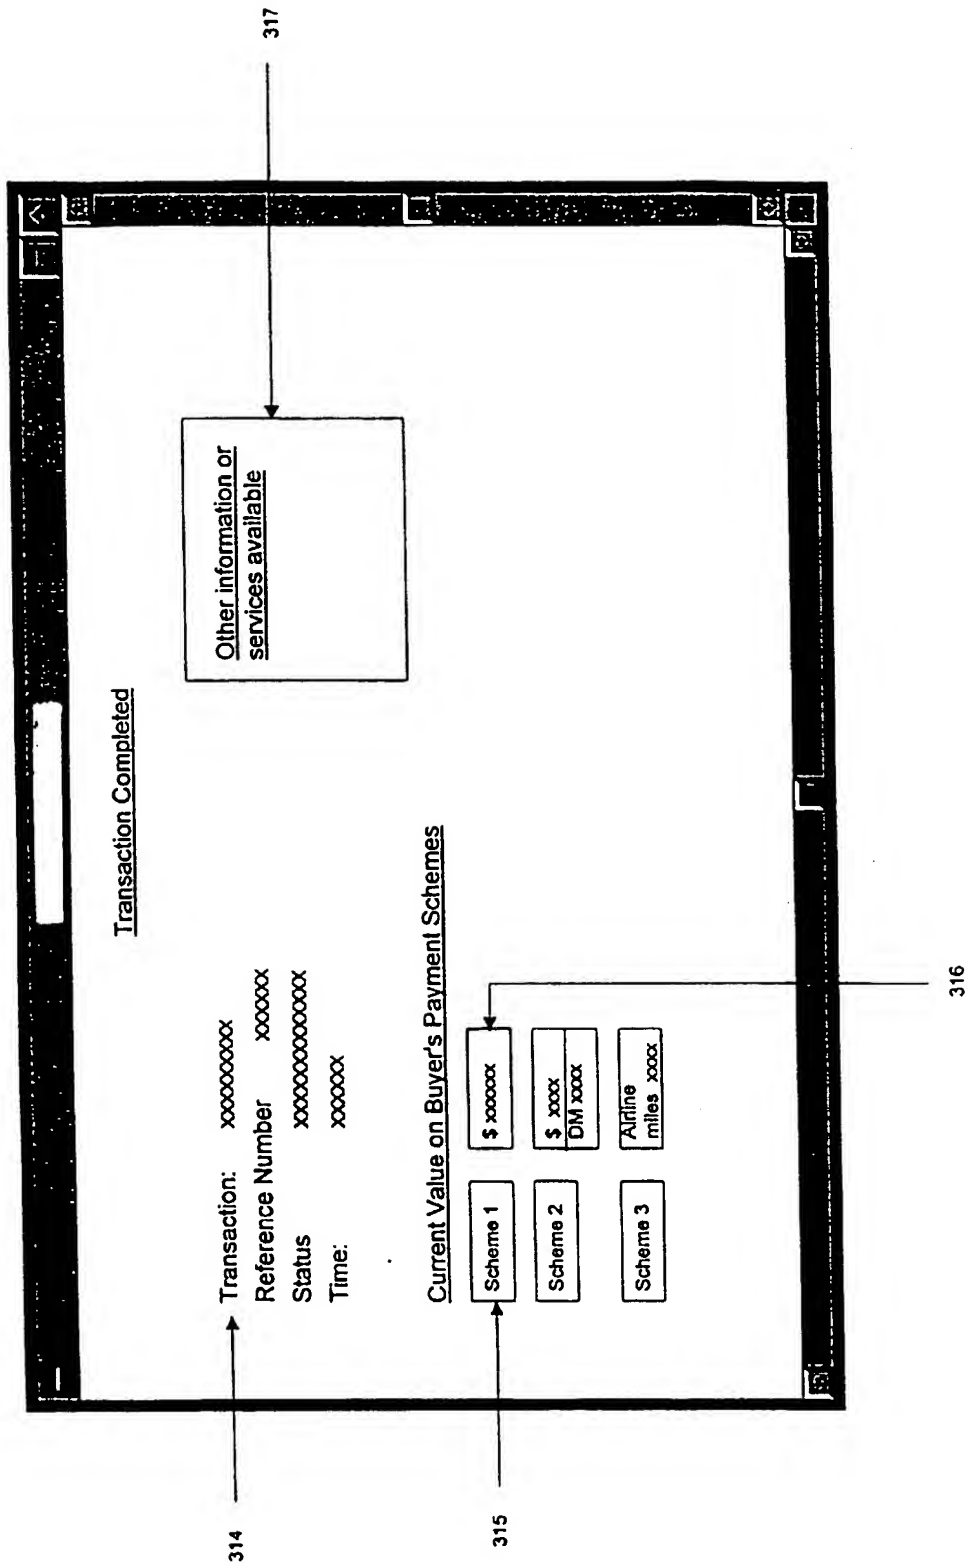 317
Transaction Completed
Transaction: xxxxxxxxx
Reference Number xxxxxx
Status xxxxxxxxxxxx
Time: xxxxxx
Other information or
services available
Current Value on Buyer's Payment Schemes
Scheme 1 $ xxxxxx
Scheme 2 $ xxxx
DM xxxx
Scheme 3 Airline
miles xxxx
314
315
316